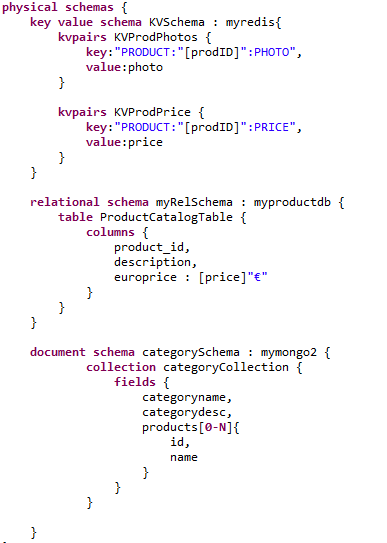 physical schemas {
    key value schema KVSchema : myredis{
        kvpairs KVProdPhotos {
            key:"PRODUCT:"[prodID]":PHOTO",
            value:photo
        }

        kvpairs KVProdPrice {
            key:"PRODUCT:"[prodID]":PRICE",
            value:price
        }
    }

    relational schema myRelSchema : myproductdb {
        table ProductCatalogTable {
            columns {
                product_id,
                description,
                europrice : [price]"€"
            }
        }
    }

    document schema categorySchema : mymongo2 {
            collection categoryCollection {
                fields {
                    categoryname,
                    categorydesc,
                    products[0-N]{
                        id,
                        name
                    }
                }
            }

    }